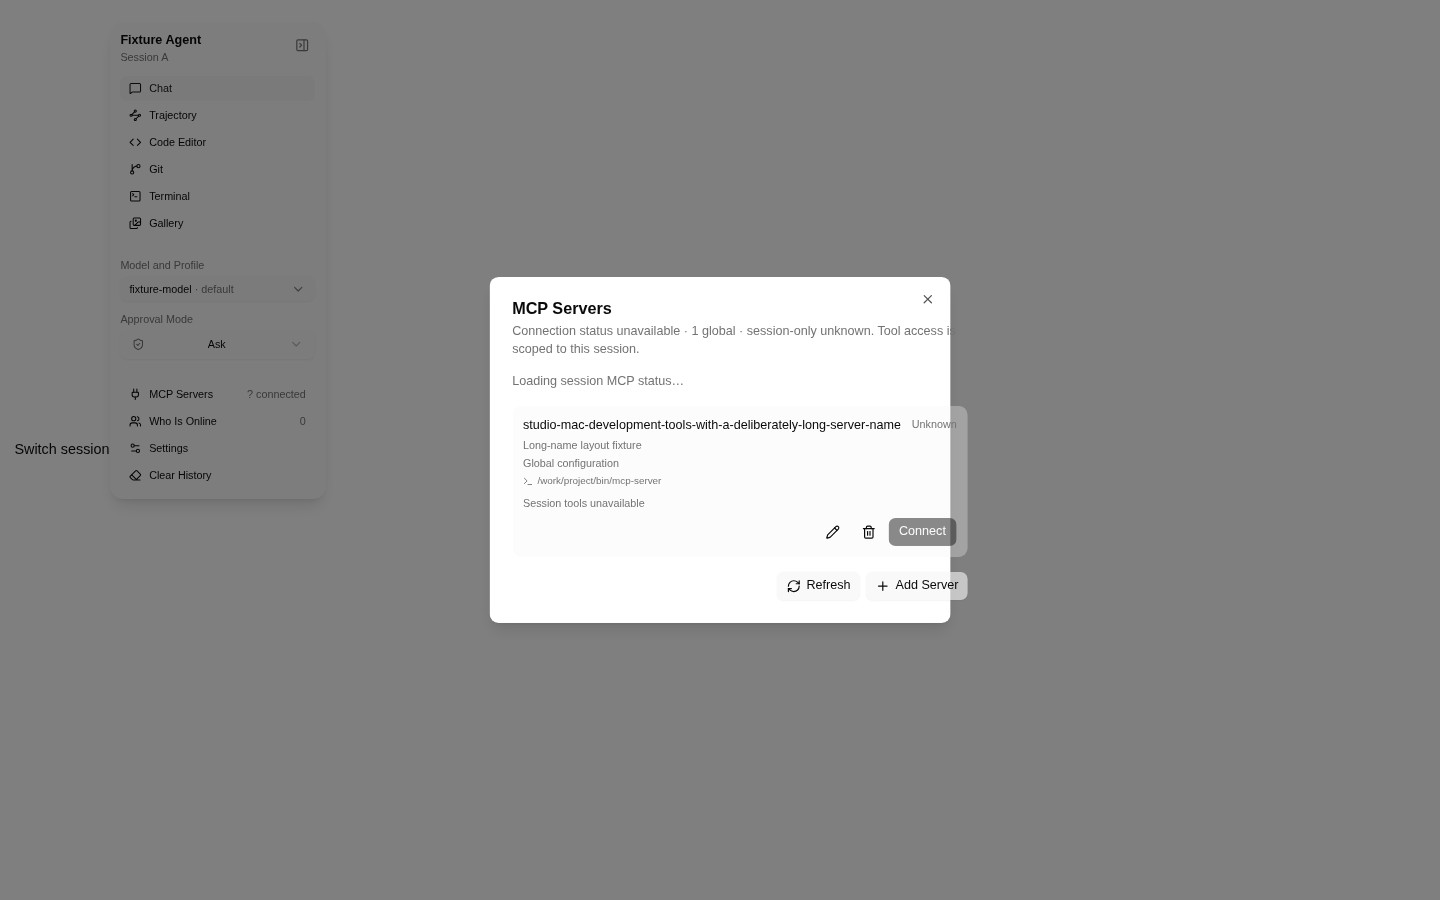 Fixture Agent
Session A
Chat
Trajectory
Code Editor
Git
Terminal
Gallery
Model and Profile
fixture-model · default
Approval Mode
Ask
MCP Servers ? connected
Who Is Online 0
Switch session
Settings
Clear History
MCP Servers
Connection status unavailable · 1 global · session-only unknown. Tool access is
scoped to this session.
Loading session MCP status…
studio-mac-development-tools-with-a-deliberately-long-server-name Unknown
Long-name layout fixture
Global configuration
/work/project/bin/mcp-server
Session tools unavailable
Connect
Refresh Add Server